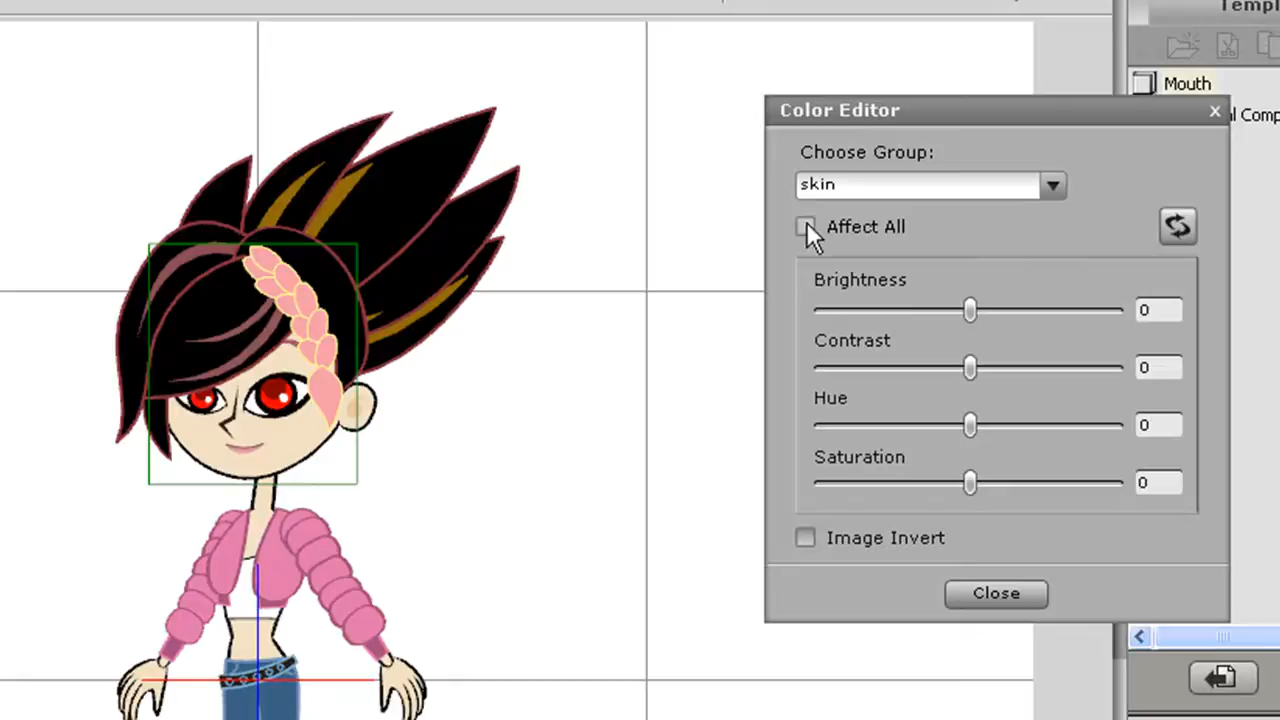 Templ
Mouth
l Comp
Color Editor
x
Choose Group:
skin
Affect All
Brightness
0
Contrast
0
Hue
0
Saturation
0
Image Invert
Close